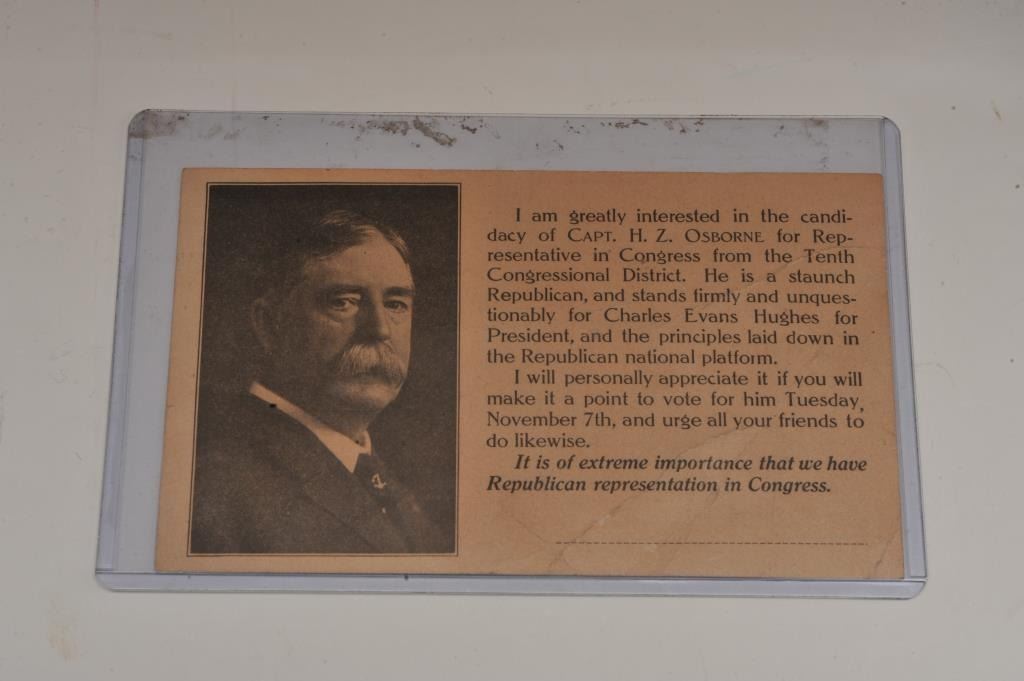 I am greatly interested in the candi-
dacy of CAPT. H. Z. OSBORNE for Rep-
resentative in Congress from the Tenth
Congressional District. He is a staunch
Republican, and stands firmly and unques-
tionably for Charles Evans Hughes for
President, and the principles laid down in
the Republican national platform.
I will personally appreciate it if you will
make it a point to vote for him Tuesday,
November 7th, and urge all your friends to
do likewise.
It is of extreme importance that we have
Republican representation in Congress.